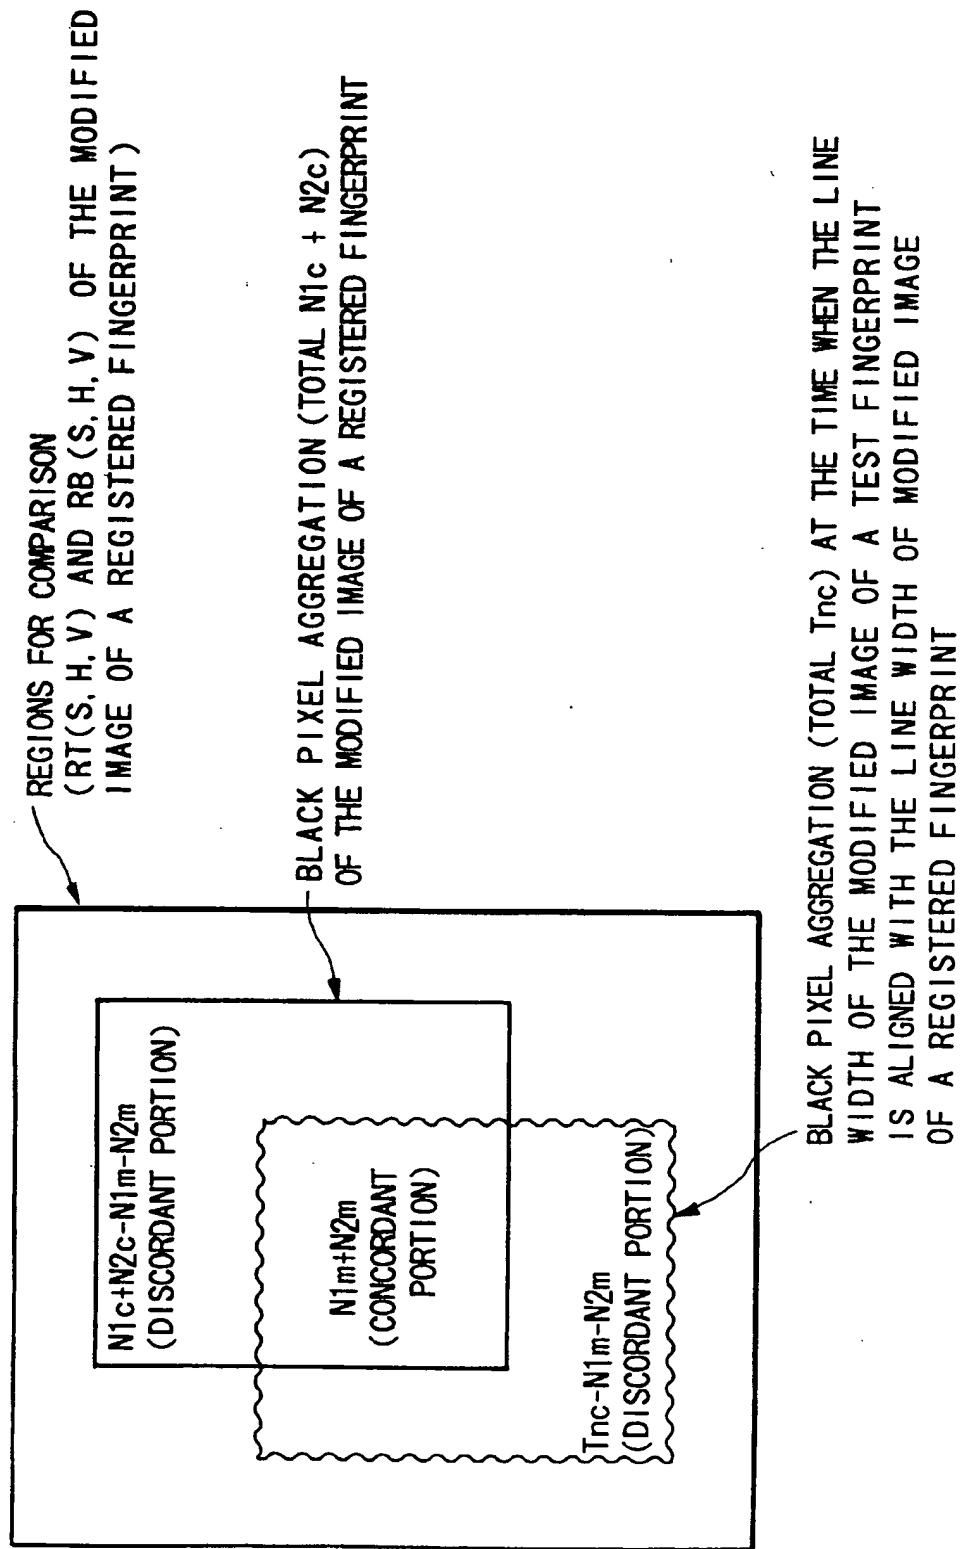 REGIONS FOR COMPARISON
(RT(S, H, V) AND RB (S, H, V) OF THE MODIFIED
IMAGE OF A REGISTERED FINGERPRINT)
BLACK PIXEL AGGREGATION (TOTAL N1c + N2c)
OF THE MODIFIED IMAGE OF A REGISTERED FINGERPRINT
N1c+N2c-N1m-N2m
(DISCORDANT PORTION)
N1m+N2m
(CONCORDANT
PORTION)
Tnc-N1m-N2m
(DISCORDANT PORTION)
BLACK PIXEL AGGREGATION (TOTAL Tnc) AT THE TIME WHEN THE LINE
WIDTH OF THE MODIFIED IMAGE OF A TEST FINGERPRINT
IS ALIGNED WITH THE LINE WIDTH OF MODIFIED IMAGE
OF A REGISTERED FINGERPRINT